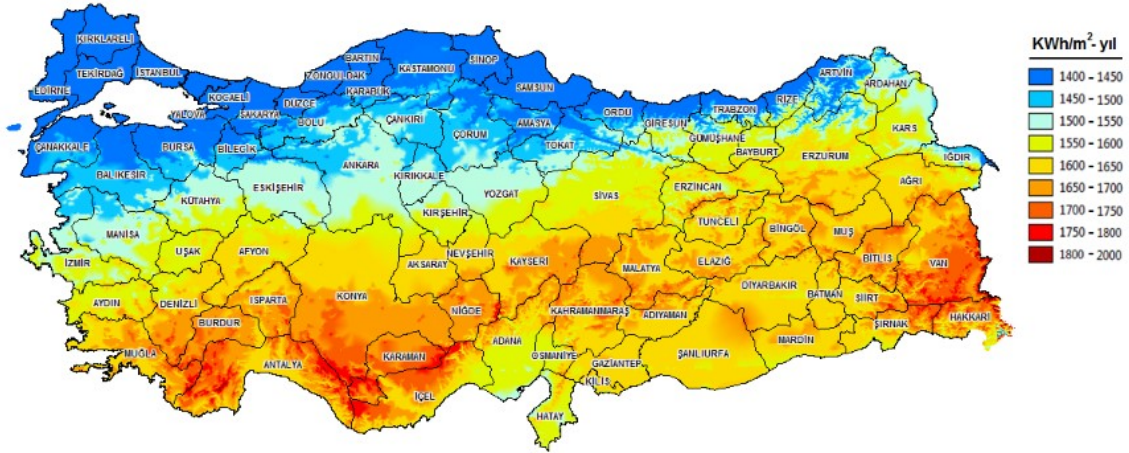 KWh/m²- yıl
1400 - 1450
1450 - 1500
1500 - 1550
1550 - 1600
1600 - 1650
1650 - 1700
1700 - 1750
1750 - 1800
1800 - 2000
KIRKLARELİ
TEKİRDAĞ
İSTANBUL
EDİRNE
KOCAELİ
YALOVA
SAKARYA
DÜZCE
ZONGULDAK
BARTIN
KARABÜK
KASTAMONU
SİNOP
SAMSUN
ORDU
GİRESUN
TRABZON
RİZE
ARTVİN
ARDAHAN
ÇANAKKALE
BURSA
BİLECİK
BOLU
ÇANKIRI
ÇORUM
AMASYA
TOKAT
GÜMÜŞHANE
BAYBURT
ERZURUM
KARS
IĞDIR
BALIKESİR
KÜTAHYA
ESKİŞEHİR
ANKARA
KIRIKKALE
YOZGAT
SİVAS
ERZİNCAN
AĞRI
MANİSA
UŞAK
AFYON
KIRŞEHİR
NEVŞEHİR
KAYSERİ
TUNCELİ
BİNGÖL
MUŞ
İZMİR
AKSARAY
MALATYA
ELAZIĞ
BİTLİS
VAN
AYDIN
DENİZLİ
ISPARTA
KONYA
NİĞDE
KAHRAMANMARAŞ
ADIYAMAN
DİYARBAKIR
BATMAN
SİİRT
BURDUR
ŞIRNAK
HAKKARİ
MUĞLA
ANTALYA
KARAMAN
ADANA
OSMANİYE
GAZİANTEP
ŞANLIURFA
MARDİN
KİLİS
İÇEL
HATAY